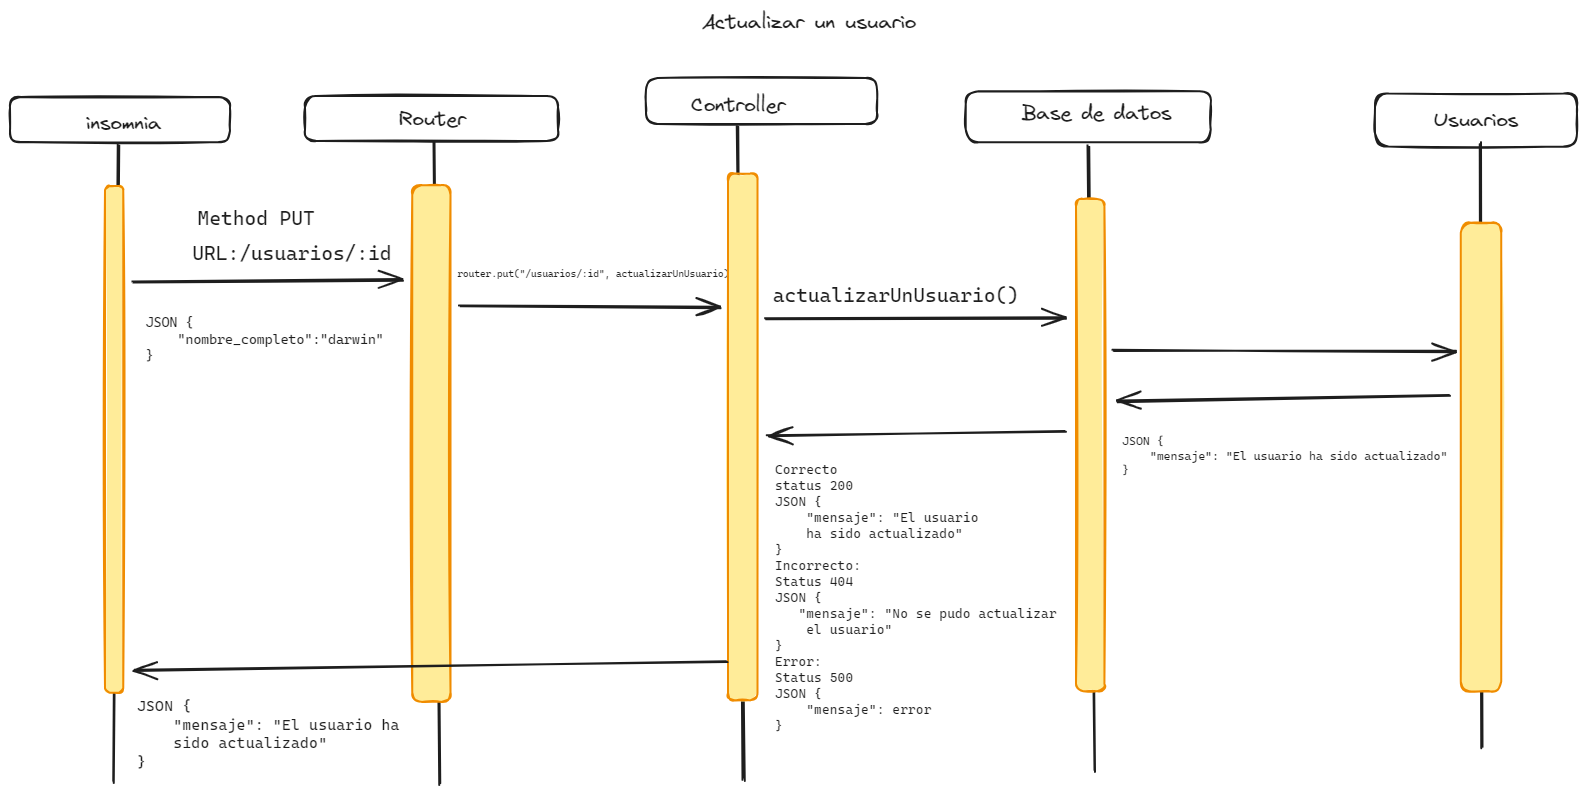 Actualizar un usuario
insomnia
Router
Controller
Base de datos
Usuarios
Method PUT
URL:/usuarios/:id
JSON {
    "nombre_completo":"darwin"
}
router.put("/usuarios/:id", actualizarUnUsuario)
actualizarUnUsuario()
JSON {
    "mensaje": "El usuario ha sido actualizado"
}
Correcto
status 200
JSON {
    "mensaje": "El usuario
    ha sido actualizado"
}
Incorrecto:
Status 404
JSON {
   "mensaje": "No se pudo actualizar
    el usuario"
}
Error:
Status 500
JSON {
    "mensaje": error
}
JSON {
    "mensaje": "El usuario ha
    sido actualizado"
}